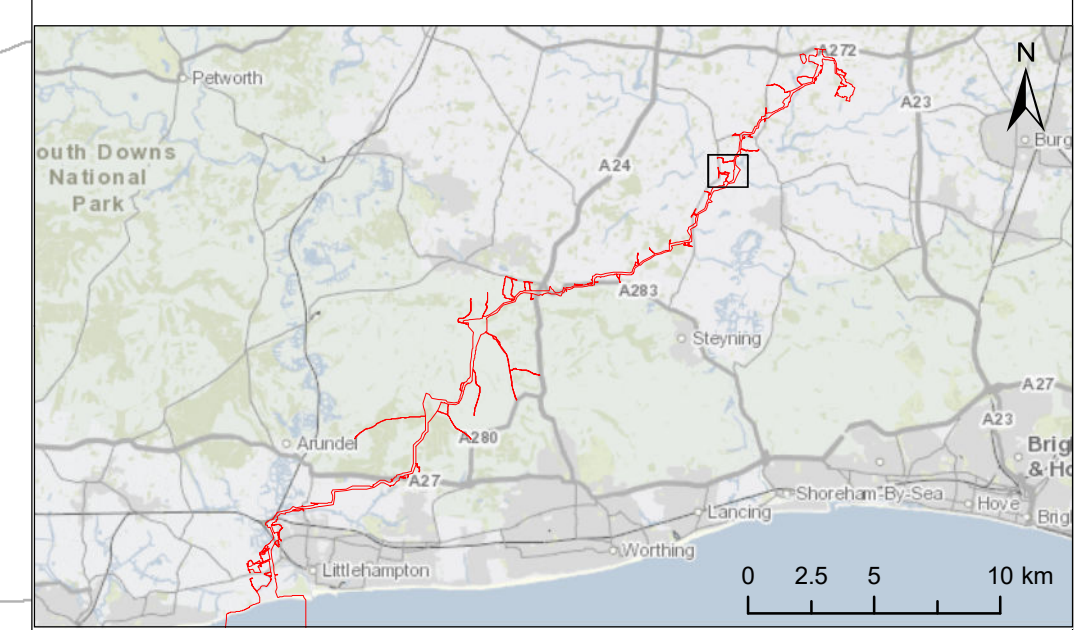 A272
N
Petworth
A23
Burg
outh Downs
National
Park
A24
A283
Steyning
A27
A23
Arundel
A280
Brig
& Ho
A27
Shoreham-By-Sea
Hove
Lancing
Brig
Worthing
Littlehampton
0 2.5 5 10 km